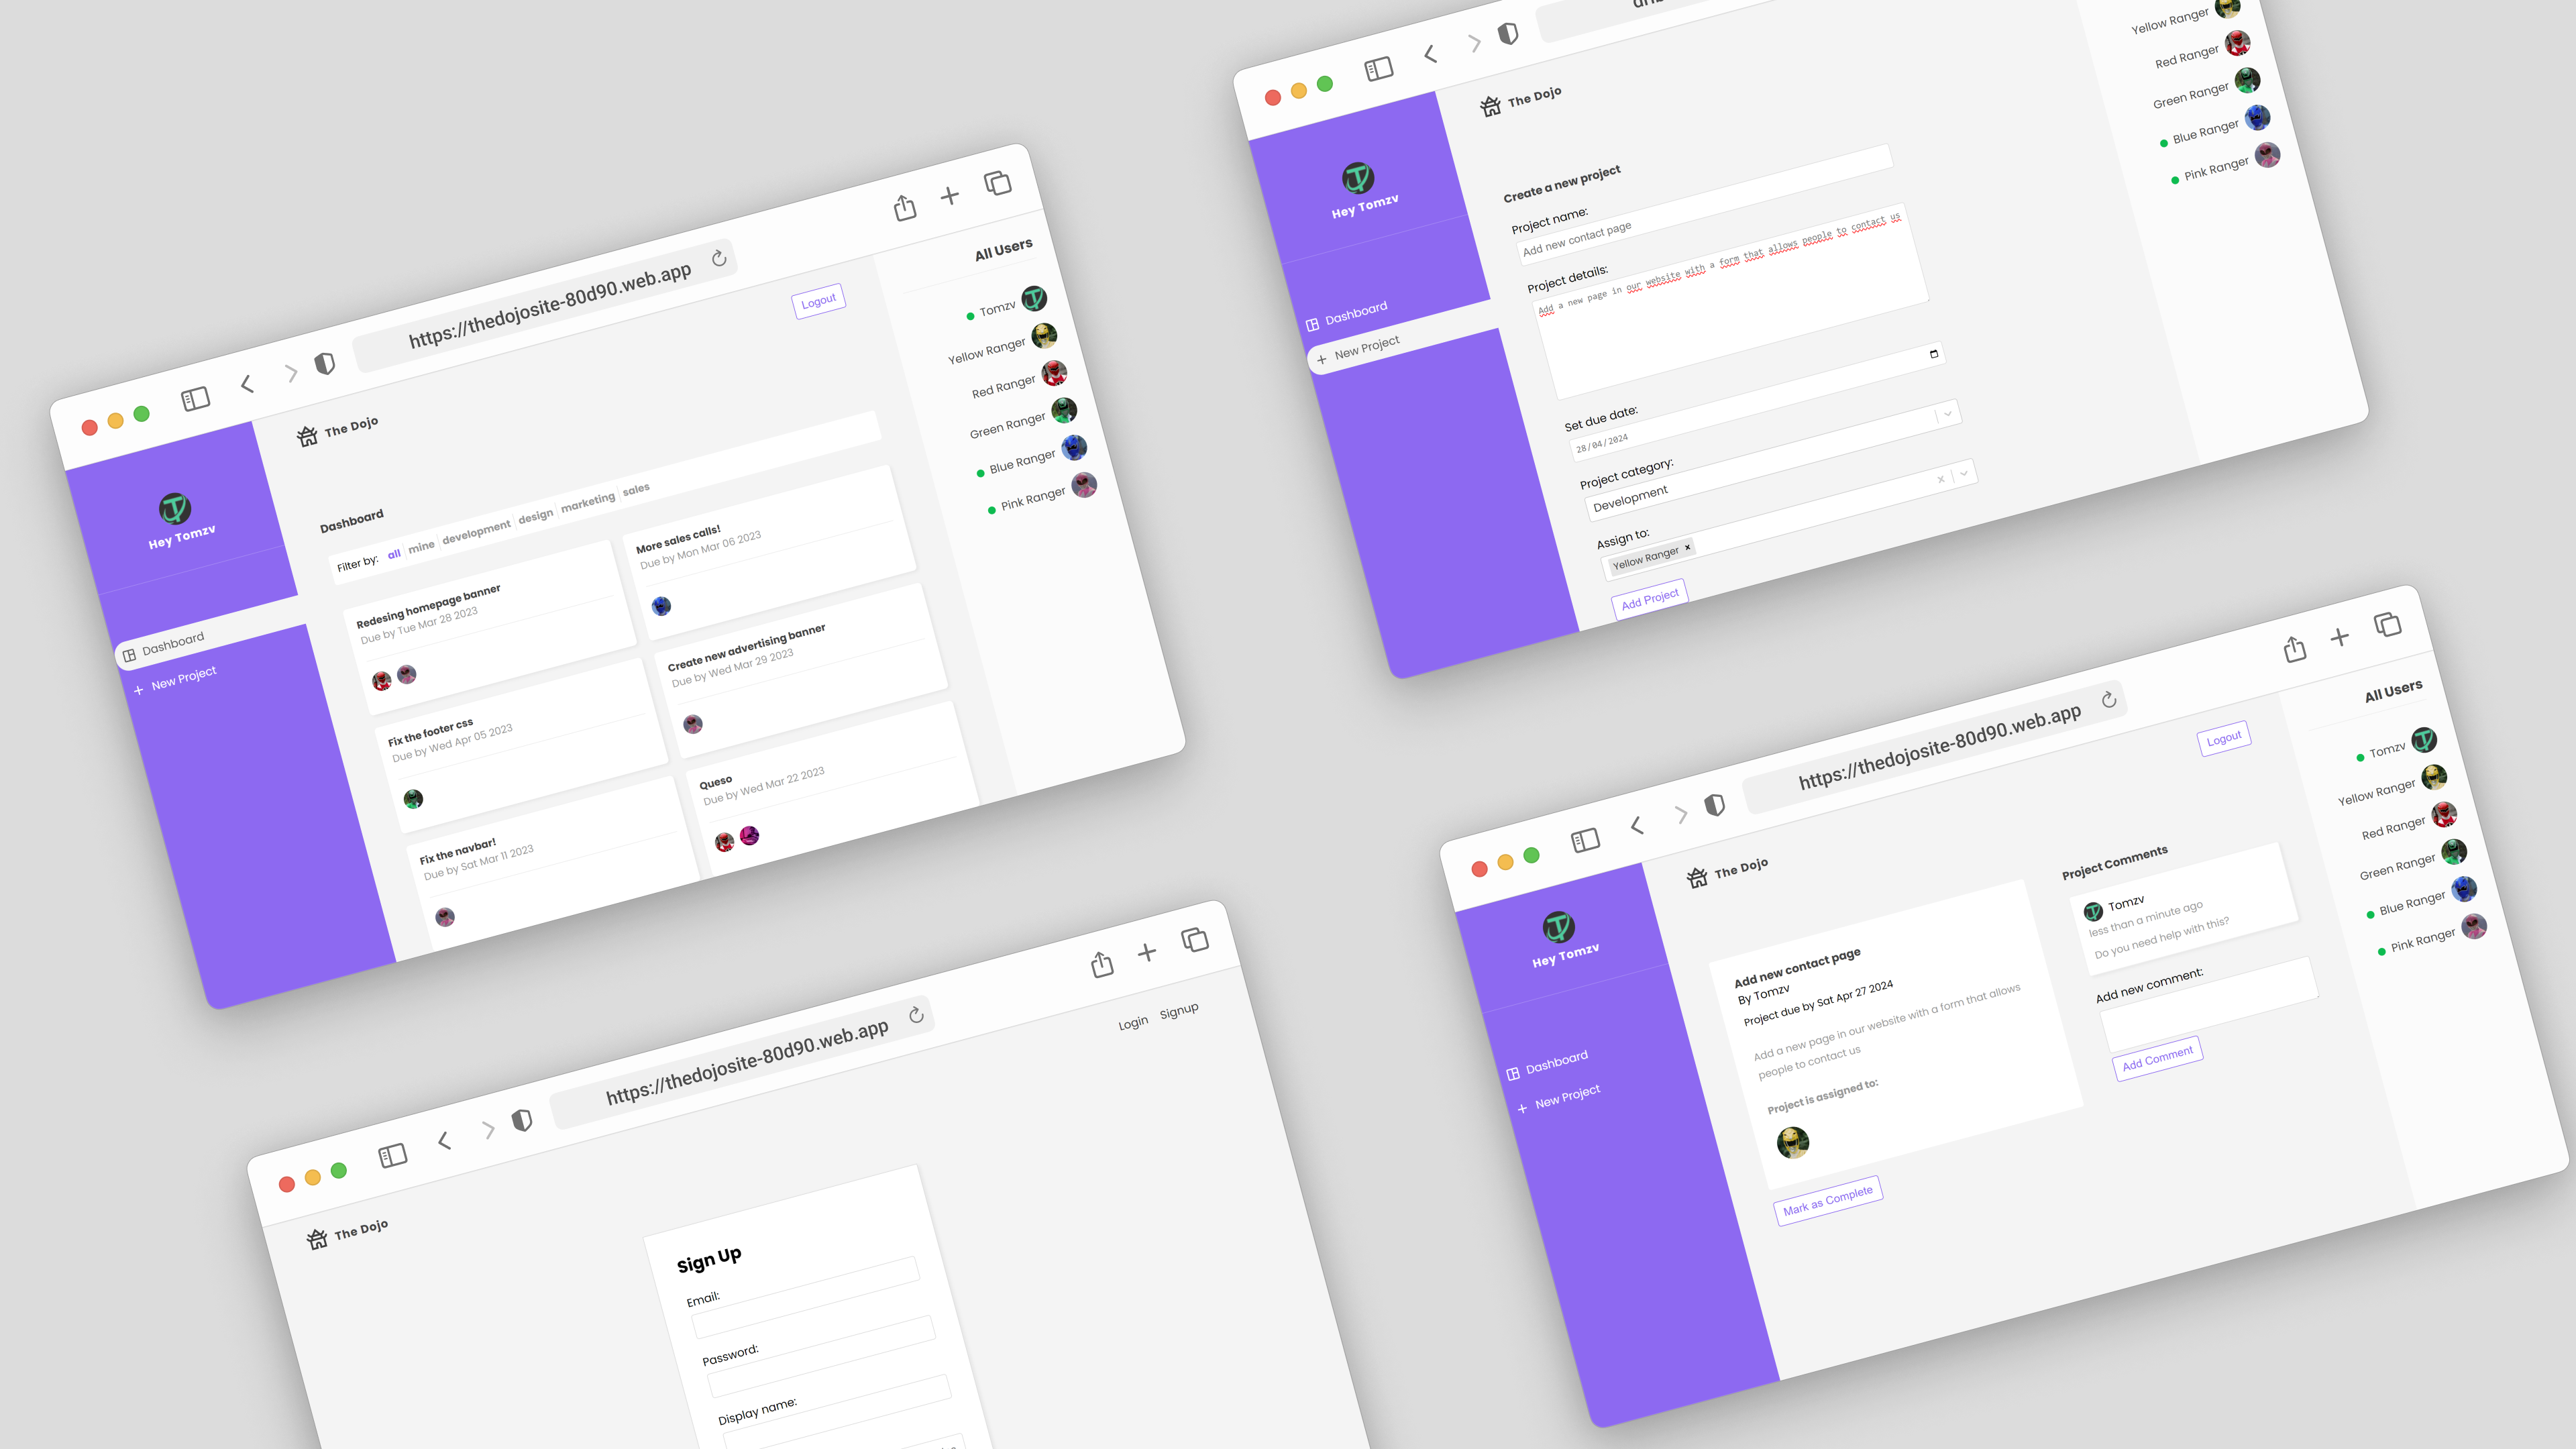 https://thedojosite-80d90.web.app
The Dojo
Logout
All Users
Hey Tomzv
Dashboard
New Project
Dashboard
Filter by: all mine development design marketing sales
Redesing homepage banner
Due by Tue Mar 28 2023
More sales calls!
Due by Mon Mar 06 2023
Fix the footer css
Due by Wed Apr 05 2023
Create new advertising banner
Due by Wed Mar 29 2023
Fix the navbar!
Due by Sat Mar 11 2023
Queso
Due by Wed Mar 22 2023
Tomzv
Yellow Ranger
Red Ranger
Green Ranger
Blue Ranger
Pink Ranger
The Dojo
Hey Tomzv
Dashboard
New Project
Create a new project
Project name:
Add new contact page
Project details:
Add a new page in our website with a form that allows people to contact us
Set due date:
28/04/2024
Project category:
Development
Assign to:
Yellow Ranger
Add Project
Yellow Ranger
Red Ranger
Green Ranger
Blue Ranger
Pink Ranger
https://thedojosite-80d90.web.app
The Dojo
Login Signup
Sign Up
Email:
Password:
Display name:
https://thedojosite-80d90.web.app
The Dojo
Logout
Hey Tomzv
Dashboard
New Project
Add new contact page
By Tomzv
Project due by Sat Apr 27 2024
Add a new page in our website with a form that allows
people to contact us
Project is assigned to:
Mark as Complete
Project Comments
Tomzv
less than a minute ago
Do you need help with this?
Add new comment:
Add Comment
All Users
Tomzv
Yellow Ranger
Red Ranger
Green Ranger
Blue Ranger
Pink Ranger